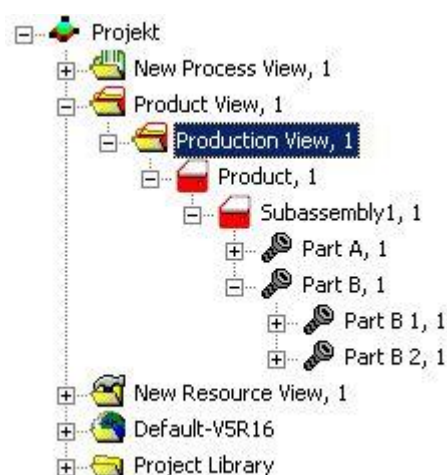 Projekt
New Process View, 1
Product View, 1
Production View, 1
Product, 1
Subassembly1, 1
Part A, 1
Part B, 1
Part B 1, 1
Part B 2, 1
New Resource View, 1
Default-V5R16
Project Library